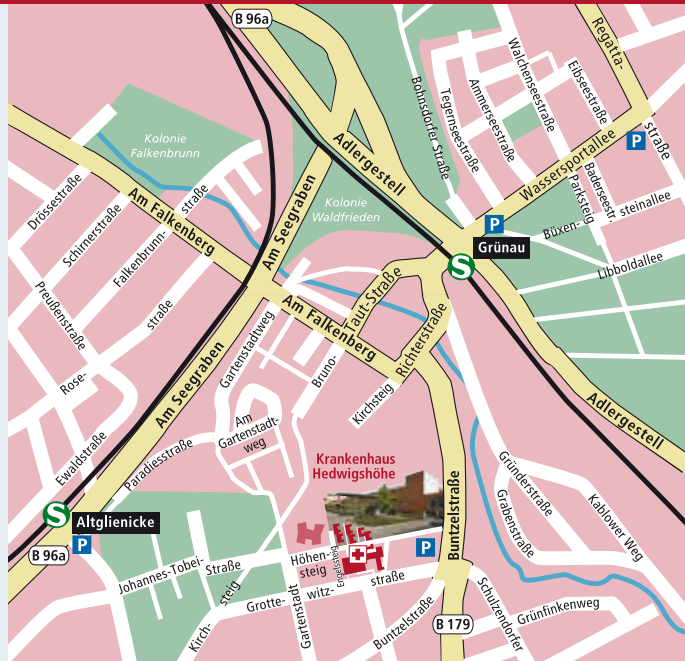 B 96a
Regatta-
straße
Walchenseestraße
Eibseestraße
Ammerseestraße
Tegernseestraße
Bohnsdorfer Straße
Adlergestell
Kolonie
Falkenbrunn
P
Wassersportallee
Baderseestr.
Parksteig
Drössestraße
Am Falkenberg
Schirnerstraße
Falkenbrunn-
straße
Am Seegraben
Kolonie
Waldfrieden
P
Büxen-
steinallee
Grünau
S
Libboldallee
Preußenstraße
Rose-
straße
Am Seegraben
Gartenstadtweg
Am Falkenberg
Bruno-
Taut-Straße
Richterstraße
Kirchsteig
Adlergestell
Ewaldstraße
Paradiesstraße
Am
Gartenstadt-
weg
Krankenhaus
Hedwigshöhe
Gründerstraße
Grabenstraße
Kablower Weg
Buntzelstraße
S
Altglienicke
P
B 96a
P
Johannes-Tobei-
Straße
Höhen-
steig
Engelsteig
Kirch-
steig
Grotte-
witz-
straße
Gartenstadt
Buntzelstraße
B 179
Schulzendorfer
Grünfinkenweg